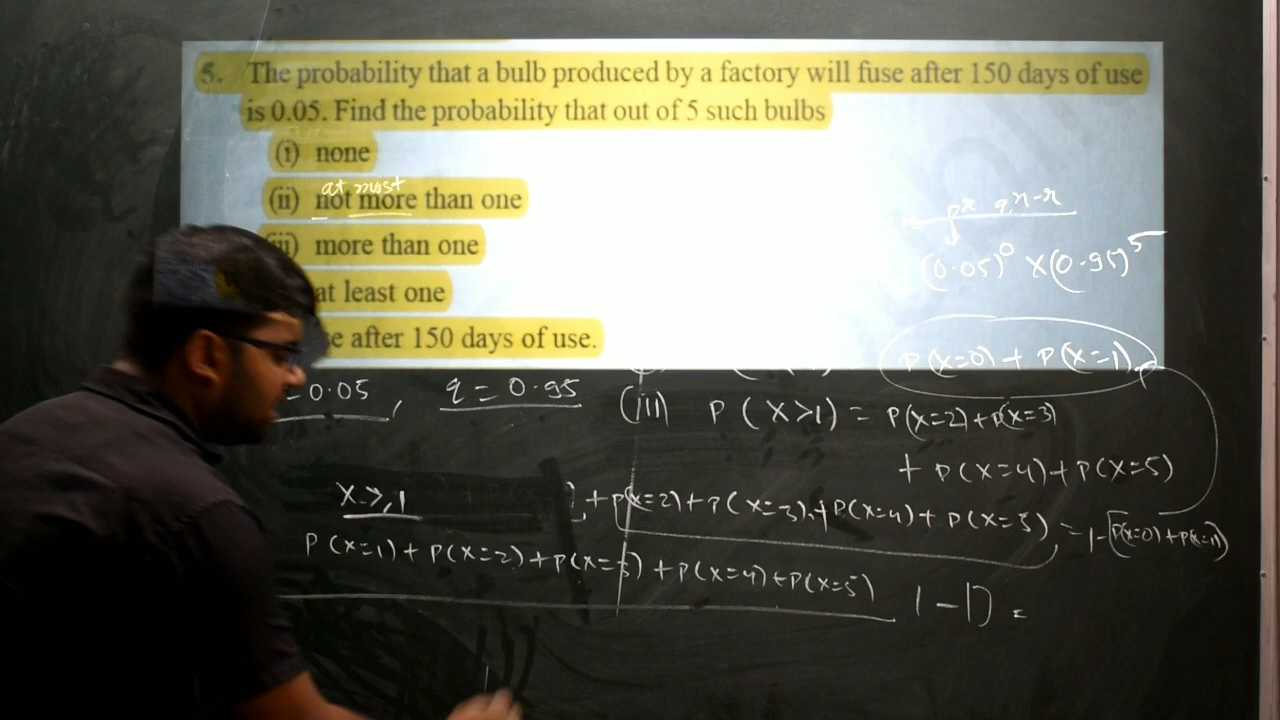 5. The probability that a bulb produced by a factory will fuse after 150 days of use
is 0.05. Find the probability that out of 5 such bulbs
(i) none
at most
(ii) not more than one
(iii) more than one
at least one
se after 150 days of use.
p^x q^n-x
(0.05)^0 × (0.95)^5
P(X=0) + P(X=1)
= 0.05 , q = 0.95
(iii) P(X>1) = P(X=2)+P(X=3)
+ P(X=4)+P(X=5)
X ≥ 1
+ P(X=2)+P(X=3)+P(X=4)+P(X=5) = 1-[P(X=0)+P(X=1)]
P(X=1)+P(X=2)+P(X=3)+P(X=4)+P(X=5)